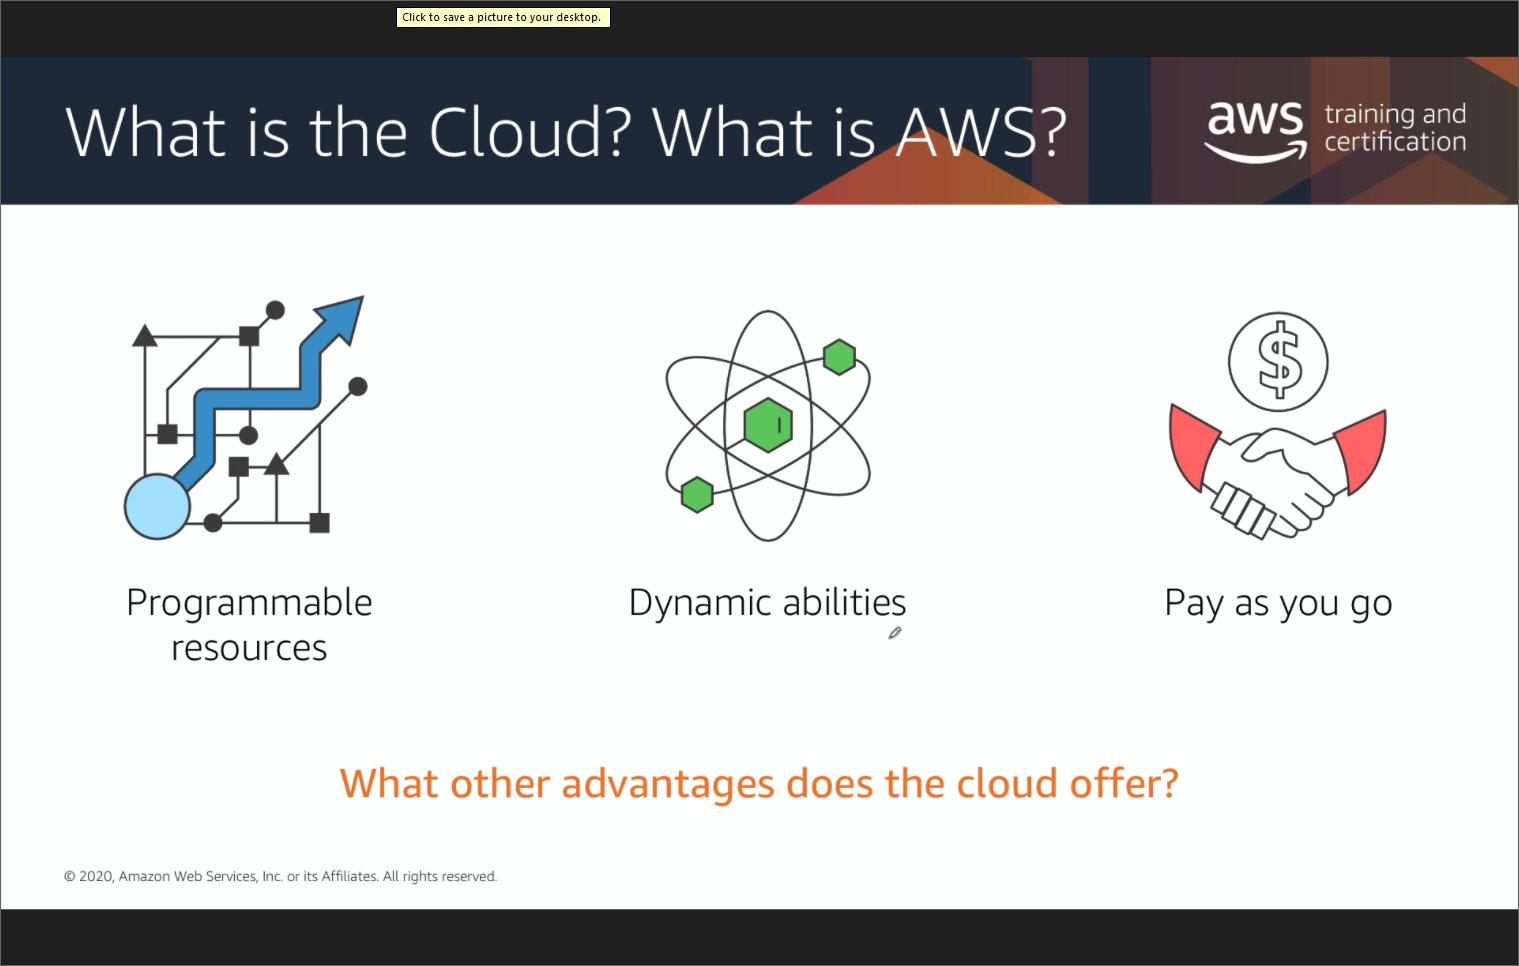 Click to save a picture to your desktop.
What is the Cloud? What is AWS?
aws
training and
certification
$
Programmable
resources
Dynamic abilities
Pay as you go
What other advantages does the cloud offer?
© 2020, Amazon Web Services, Inc. or its Affiliates. All rights reserved.